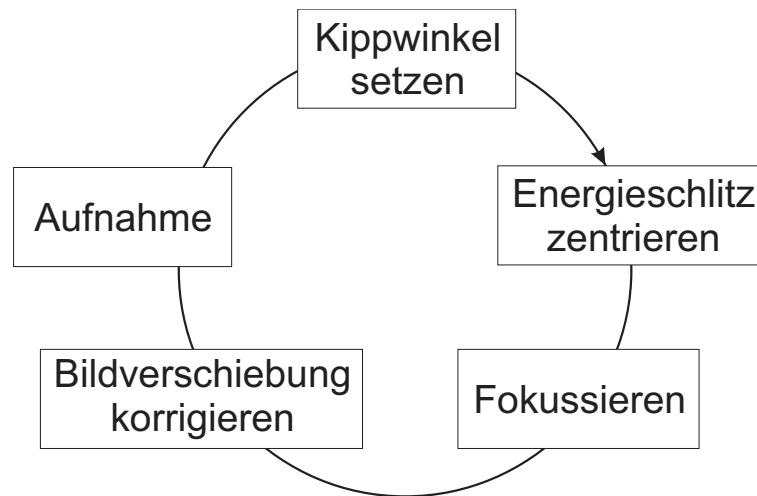 Kippwinkel
setzen
Energieschlitz
zentrieren
Fokussieren
Bildverschiebung
korrigieren
Aufnahme